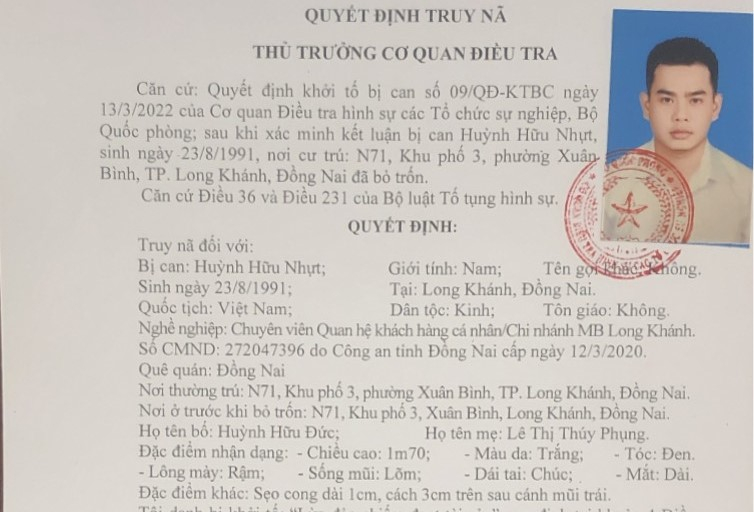 QUYẾT ĐỊNH TRUY NÃ
THỦ TRƯỞNG CƠ QUAN ĐIỀU TRA
Căn cứ: Quyết định khởi tố bị can số 09/QĐ-KTBC ngày
13/3/2022 của Cơ quan Điều tra hình sự các Tổ chức sự nghiệp, Bộ
Quốc phòng; sau khi xác minh kết luận bị can Huỳnh Hữu Nhựt,
sinh ngày 23/8/1991, nơi cư trú: N71, Khu phố 3, phường Xuân
Bình, TP. Long Khánh, Đồng Nai đã bỏ trốn.
Căn cứ Điều 36 và Điều 231 của Bộ luật Tố tụng hình sự.
QUYẾT ĐỊNH:
Truy nã đối với:
Bị can: Huỳnh Hữu Nhựt; Giới tính: Nam; Tên gọi khác: Không.
Sinh ngày 23/8/1991; Tại: Long Khánh, Đồng Nai.
Quốc tịch: Việt Nam; Dân tộc: Kinh; Tôn giáo: Không.
Nghề nghiệp: Chuyên viên Quan hệ khách hàng cá nhân/Chi nhánh MB Long Khánh.
Số CMND: 272047396 do Công an tỉnh Đồng Nai cấp ngày 12/3/2020.
Quê quán: Đồng Nai
Nơi thường trú: N71, Khu phố 3, phường Xuân Bình, TP. Long Khánh, Đồng Nai.
Nơi ở trước khi bỏ trốn: N71, Khu phố 3, Xuân Bình, Long Khánh, Đồng Nai.
Họ tên bố: Huỳnh Hữu Đức; Họ tên mẹ: Lê Thị Thúy Phụng.
Đặc điểm nhận dạng: - Chiều cao: 1m70; - Màu da: Trắng; - Tóc: Đen.
- Lông mày: Rậm; - Sống mũi: Lõm; - Dái tai: Chúc; - Mắt: Dài.
Đặc điểm khác: Sẹo cong dài 1cm, cách 3cm trên sau cánh mũi trái.